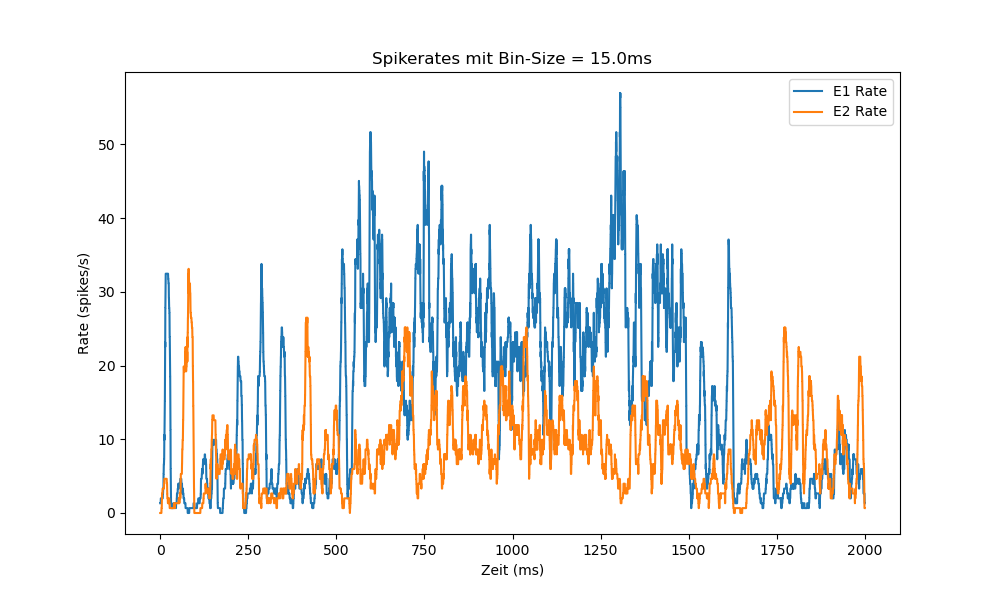 Spikerates mit Bin-Size = 15.0ms
E1 Rate
E2 Rate
Rate (spikes/s)
50
40
30
20
10
0
0 250 500 750 1000 1250 1500 1750 2000
Zeit (ms)